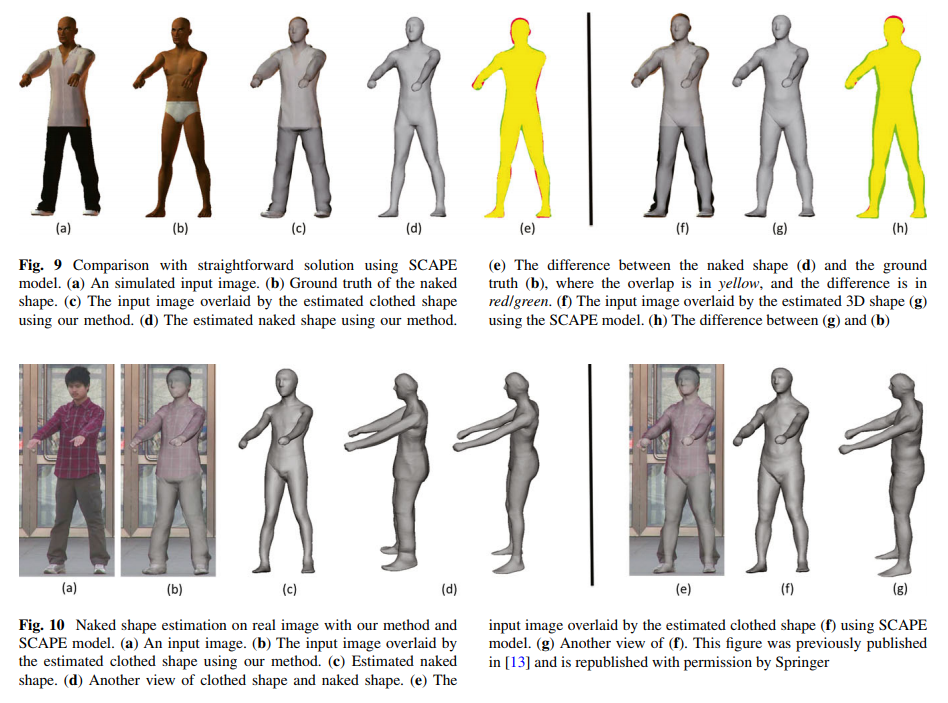 (a) (b) (c) (d) (e) (f) (g) (h)
Fig. 9 Comparison with straightforward solution using SCAPE
model. (a) An simulated input image. (b) Ground truth of the naked
shape. (c) The input image overlaid by the estimated clothed shape
using our method. (d) The estimated naked shape using our method.
(e) The difference between the naked shape (d) and the ground
truth (b), where the overlap is in yellow, and the difference is in
red/green. (f) The input image overlaid by the estimated 3D shape (g)
using the SCAPE model. (h) The difference between (g) and (b)
(a) (b) (c) (d) (e) (f) (g)
Fig. 10 Naked shape estimation on real image with our method and
SCAPE model. (a) An input image. (b) The input image overlaid by
the estimated clothed shape using our method. (c) Estimated naked
shape. (d) Another view of clothed shape and naked shape. (e) The
input image overlaid by the estimated clothed shape (f) using SCAPE
model. (g) Another view of (f). This figure was previously published
in [13] and is republished with permission by Springer